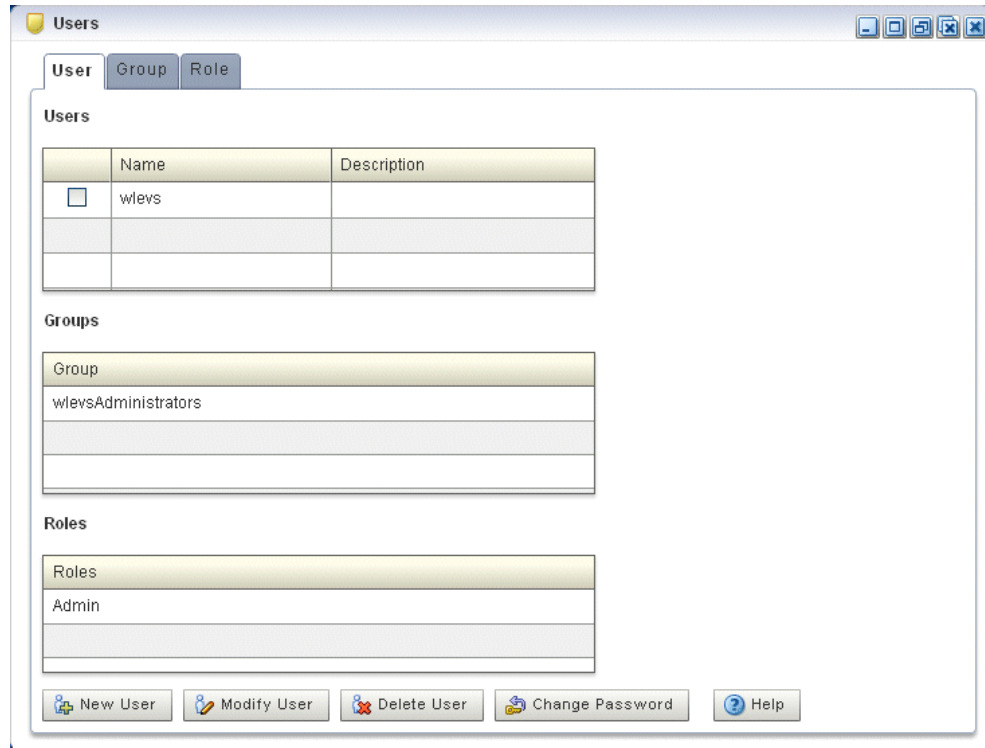 Users
User Group Role
Users
Name Description
wlevs
Groups
Group
wlevsAdministrators
Roles
Roles
Admin
New User Modify User Delete User Change Password Help